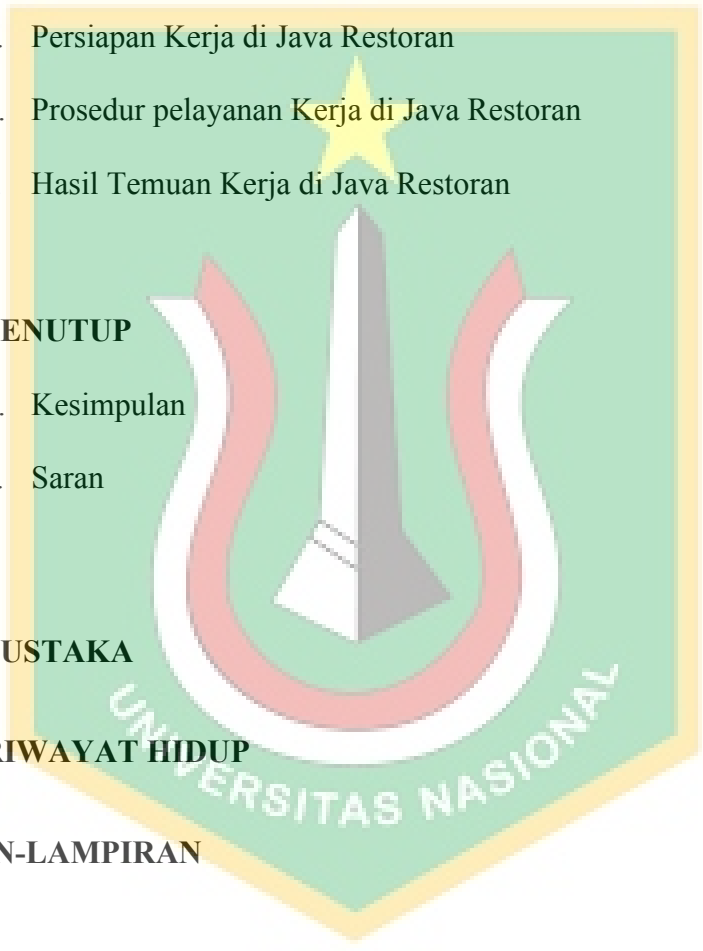 . Persiapan Kerja di Java Restoran
. Prosedur pelayanan Kerja di Java Restoran
Hasil Temuan Kerja di Java Restoran
ENUTUP
. Kesimpulan
. Saran
USTAKA
RIWAYAT HIDUP
N-LAMPIRAN
UNIVERSITAS NASIONAL